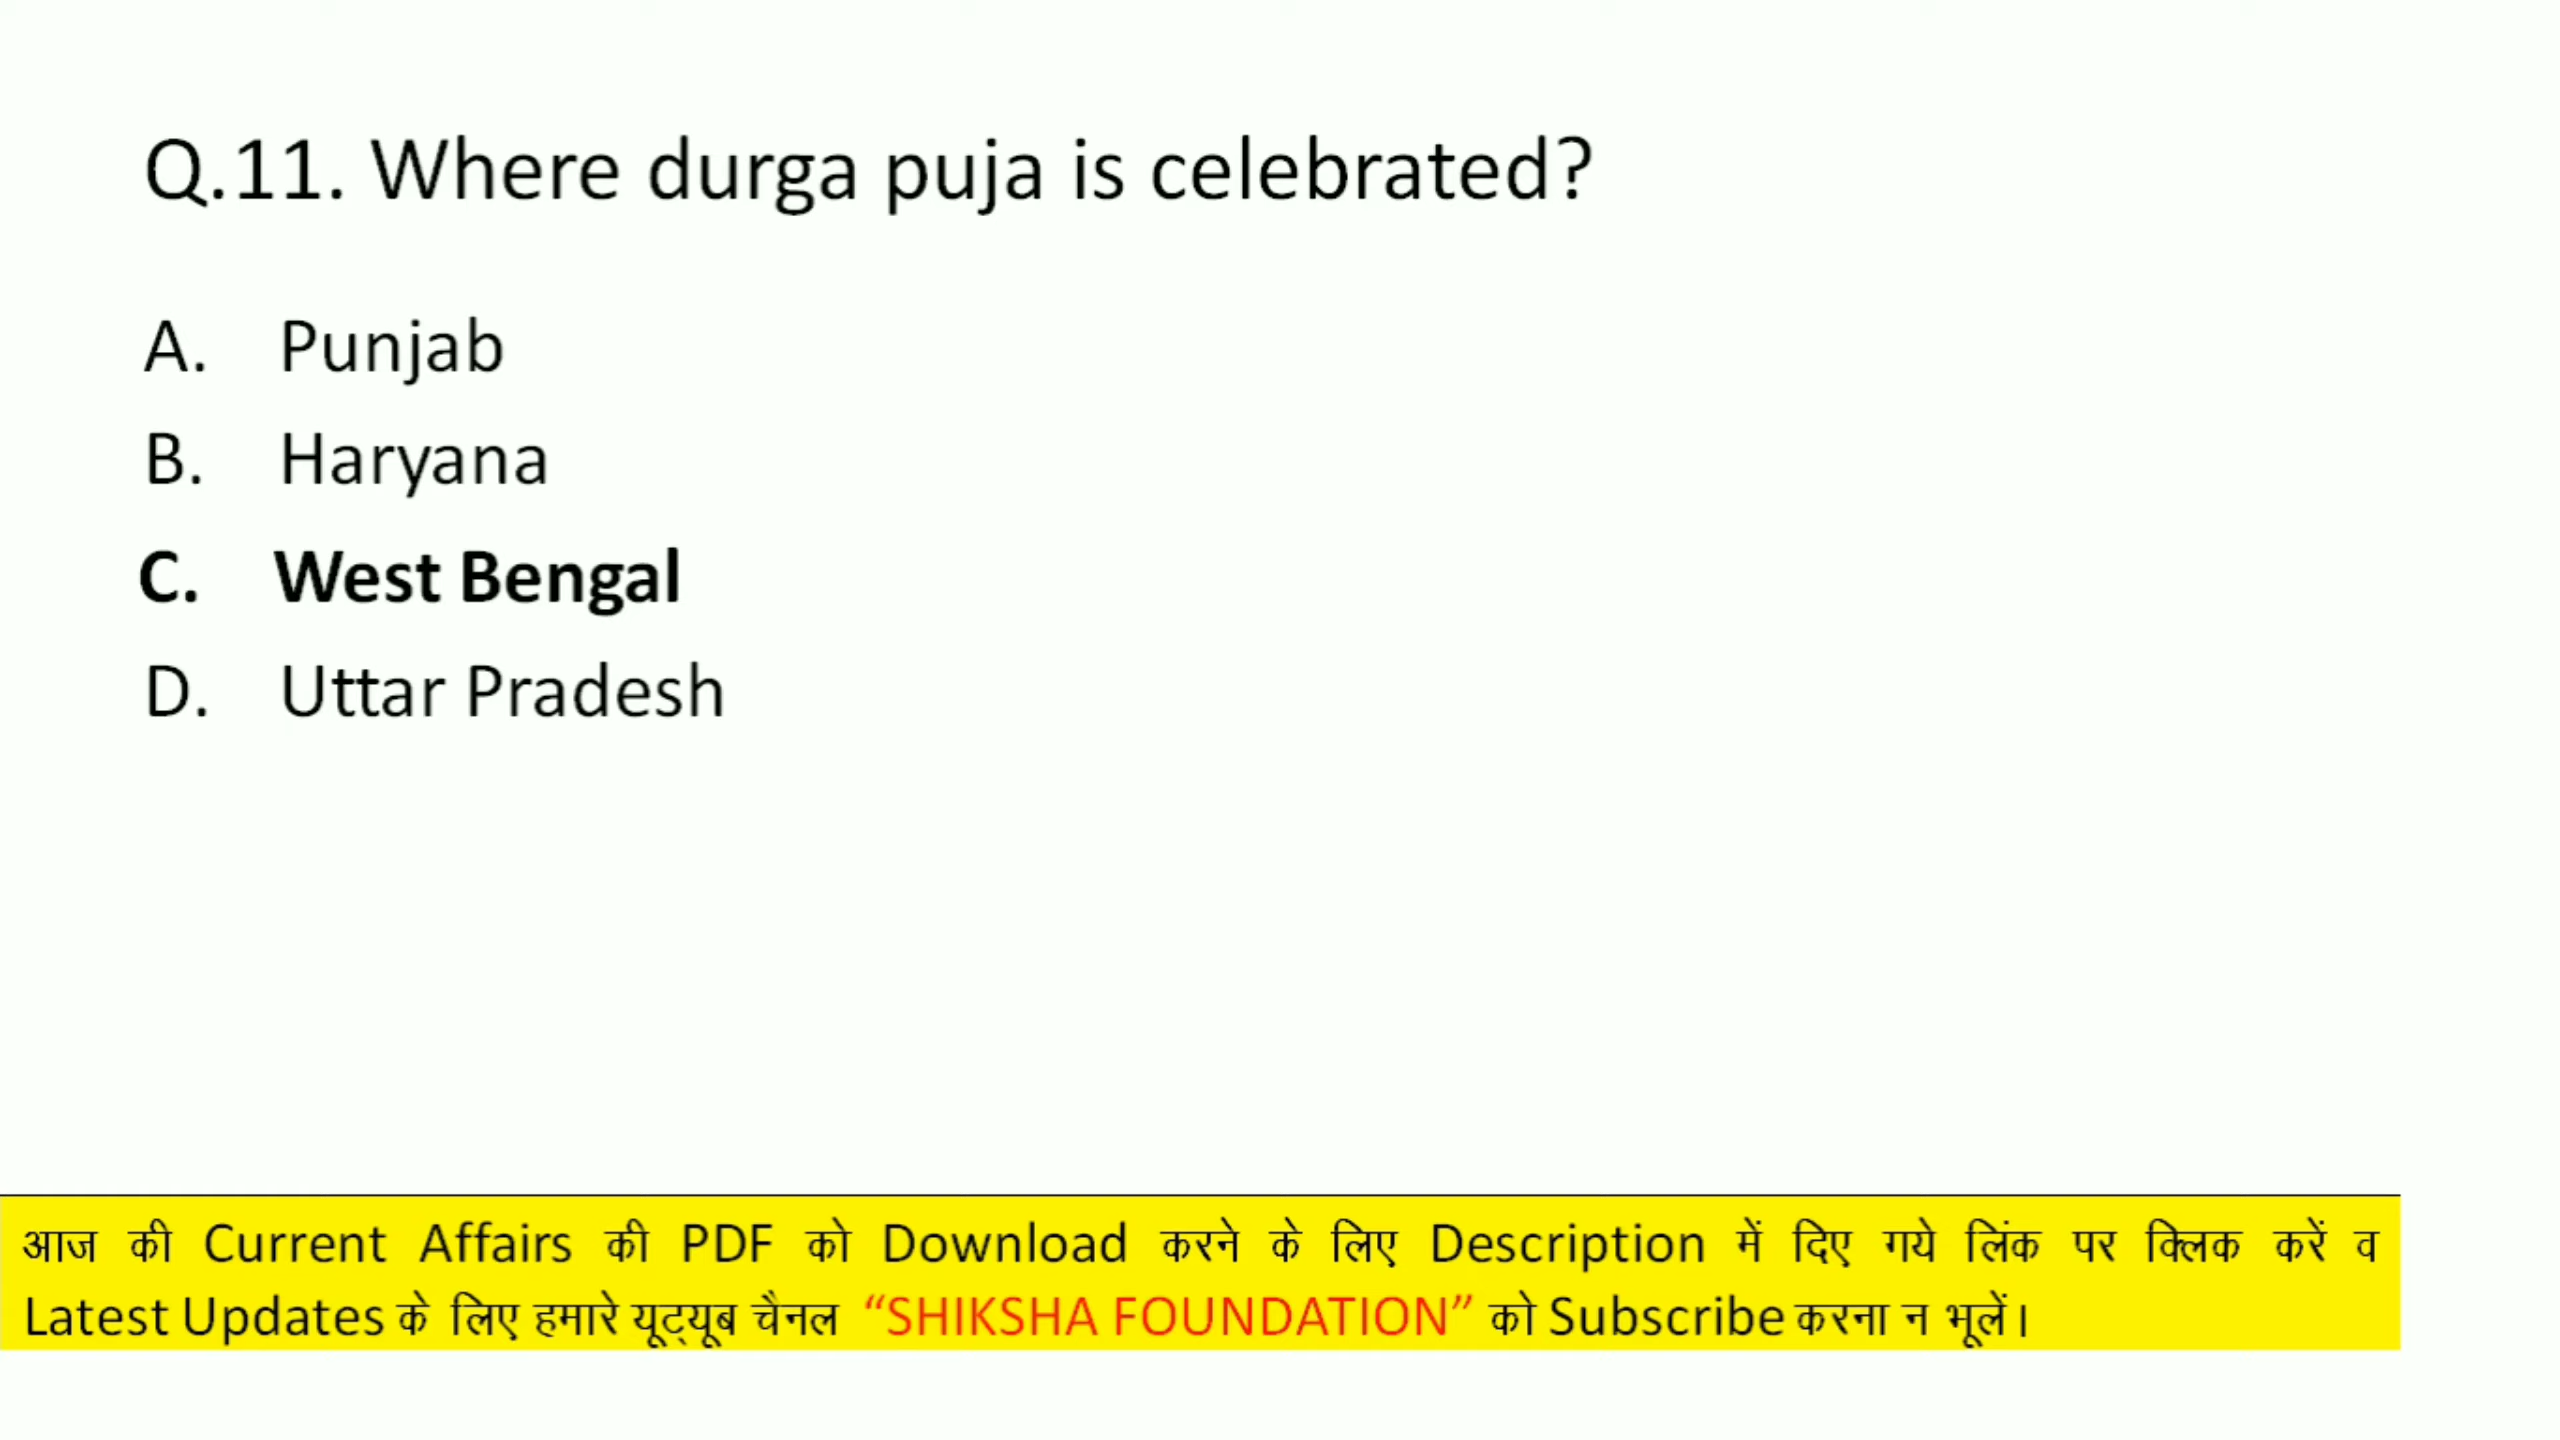 Q.11. Where durga puja is celebrated?
A. Punjab
B. Haryana
C. West Bengal
D. Uttar Pradesh
आज की Current Affairs की PDF को Download करने के लिए Description में दिए गये लिंक पर क्लिक करें व
Latest Updates के लिए हमारे यूट्यूब चैनल “SHIKSHA FOUNDATION” को Subscribe करना न भूलें।